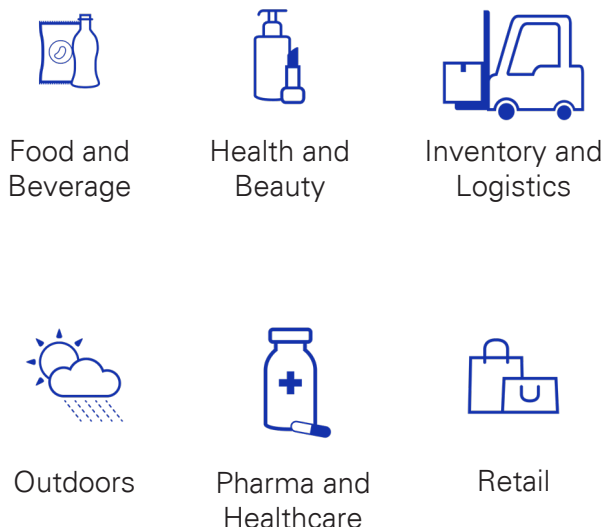 Food and
Beverage
Health and
Beauty
Inventory and
Logistics
Outdoors
Pharma and
Healthcare
Retail